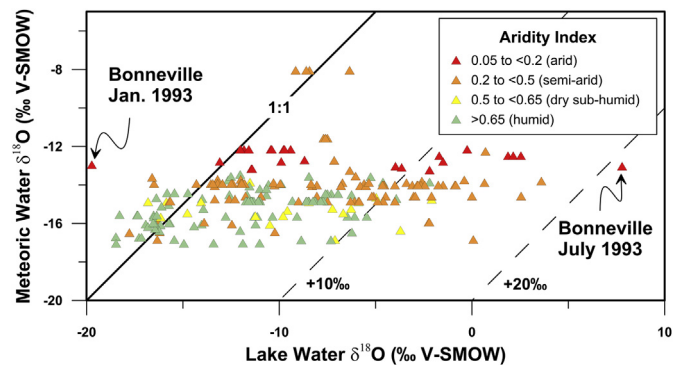 Aridity Index
0.05 to <0.2 (arid)
0.2 to <0.5 (semi-arid)
0.5 to <0.65 (dry sub-humid)
>0.65 (humid)
Bonneville
Jan. 1993
1:1
Bonneville
July 1993
+10‰
+20‰
Meteoric Water δ¹⁸O (‰ V-SMOW)
-8
-12
-16
-20
-20
-10
0
10
Lake Water δ¹⁸O (‰ V-SMOW)